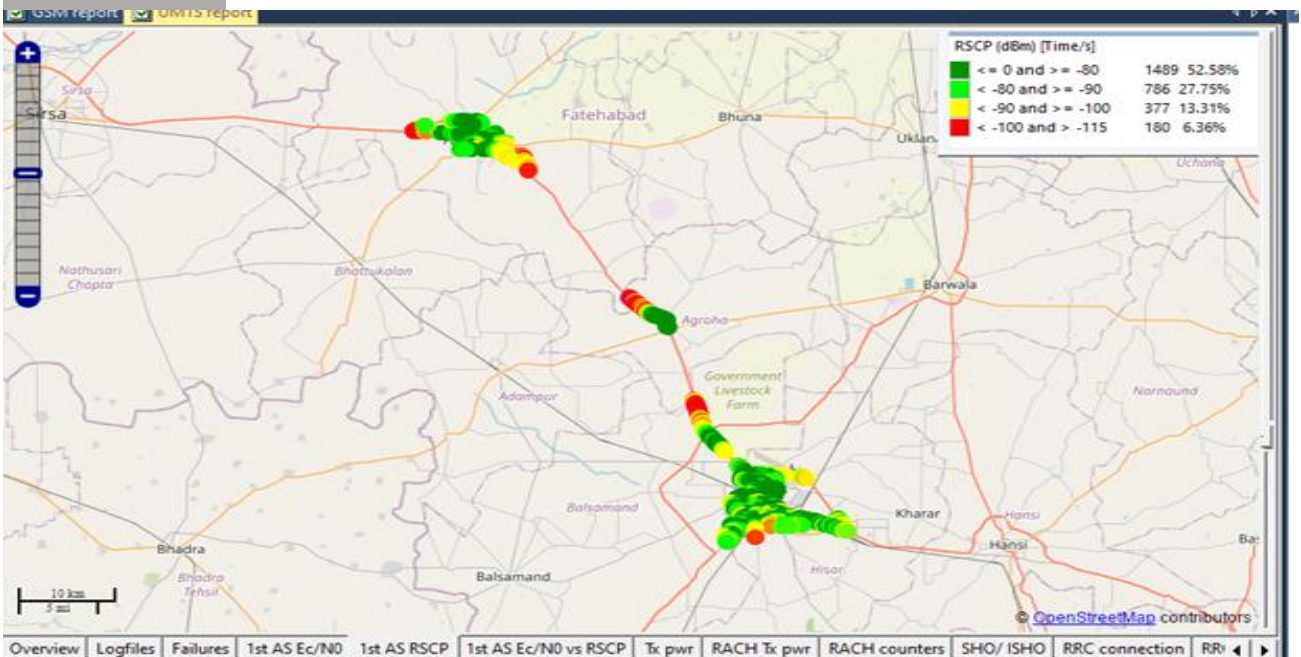 GSM report UMTS report
RSCP (dBm) [Time/s]
<= 0 and >= -80 1489 52.58%
< -80 and >= -90 786 27.75%
< -90 and >= -100 377 13.31%
< -100 and > -115 180 6.36%
Sirsa
Sirsa
Fatehabad
Bhuna
Uklan
Uchana
Nathusari
Chopta
Bhattukalan
Barwala
Agroha
Government
Livestock
Farm
Adampur
Narnaund
Balsamand
Kharar
Hansi
Hansi
Bhadra
Bhadra
Tehsil
Balsamand
Hisar
10 km
5 mi
© OpenStreetMap contributors
Overview Logfiles Failures 1st AS Ec/N0 1st AS RSCP 1st AS Ec/N0 vs RSCP Tx pwr RACH Tx pwr RACH counters SHO/ ISHO RRC connection RR